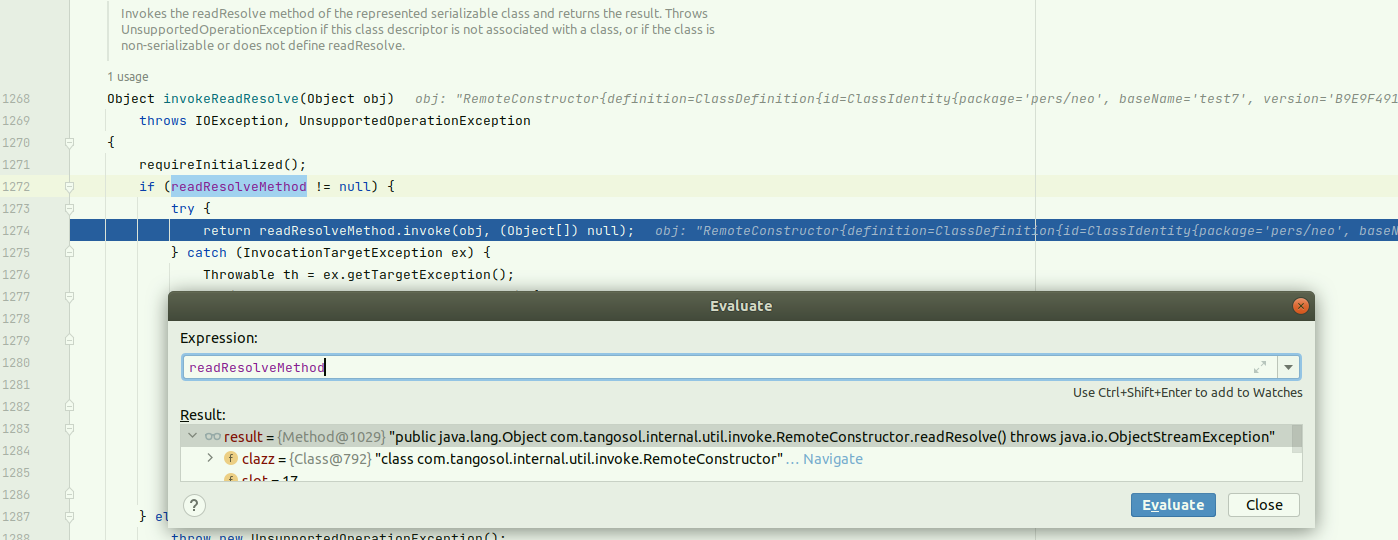 Invokes the readResolve method of the represented serializable class and returns the result. Throws
UnsupportedOperationException if this class descriptor is not associated with a class, or if the class is
non-serializable or does not define readResolve.
1 usage
1268 Object invokeReadResolve(Object obj) obj: "RemoteConstructor{definition=ClassDefinition{id=ClassIdentity{package='pers/neo', baseName='test7', version='B9E9F491
1269 throws IOException, UnsupportedOperationException
1270 {
1271 requireInitialized();
1272 if (readResolveMethod != null) {
1273 try {
1274 return readResolveMethod.invoke(obj, (Object[]) null); obj: "RemoteConstructor{definition=ClassDefinition{id=ClassIdentity{package='pers/neo', baseN
1275 } catch (InvocationTargetException ex) {
1276 Throwable th = ex.getTargetException();
1277
1278
1279
1280
1281
1282
1283
1284
1285
1286
1287 } el
1288 throw new UnsupportedOperationException();
Evaluate
Expression:
readResolveMethod
Use Ctrl+Shift+Enter to add to Watches
Result:
result = {Method@1029} "public java.lang.Object com.tangosol.internal.util.invoke.RemoteConstructor.readResolve() throws java.io.ObjectStreamException"
f clazz = {Class@792} "class com.tangosol.internal.util.invoke.RemoteConstructor" ... Navigate
f slot = 17
? Evaluate Close